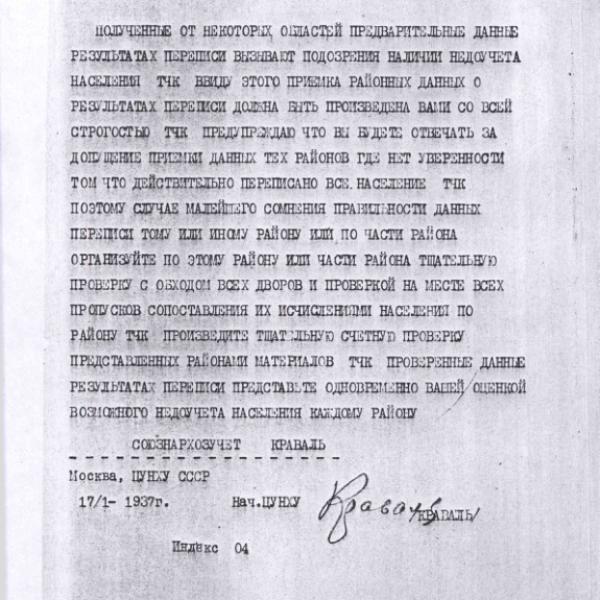 ПОЛУЧЕННЫЕ ОТ НЕКОТОРЫХ ОБЛАСТЕЙ ПРЕДВАРИТЕЛЬНЫЕ ДАННЫЕ
РЕЗУЛЬТАТАХ ПЕРЕПИСИ ВЫЗЫВАЮТ ПОДОЗРЕНИЯ НАЛИЧИИ НЕДОУЧЕТА
НАСЕЛЕНИЯ ТЧК ВВИДУ ЭТОГО ПРИЕМКА РАЙОННЫХ ДАННЫХ О
РЕЗУЛЬТАТАХ ПЕРЕПИСИ ДОЛЖНА БЫТЬ ПРОИЗВЕДЕНА ВАМИ СО ВСЕЙ
СТРОГОСТЬЮ ТЧК ПРЕДУПРЕЖДАЮ ЧТО ВЫ БУДЕТЕ ОТВЕЧАТЬ ЗА
ДОПУЩЕНИЕ ПРИЕМКИ ДАННЫХ ТЕХ РАЙОНОВ ГДЕ НЕТ УВЕРЕННОСТИ
ТОМ ЧТО ДЕЙСТВИТЕЛЬНО ПЕРЕПИСАНО ВСЕ НАСЕЛЕНИЕ ТЧК
ПОЭТОМУ СЛУЧАЕ МАЛЕЙШЕГО СОМНЕНИЯ ПРАВИЛЬНОСТИ ДАННЫХ
ПЕРЕПИСИ ТОМУ ИЛИ ИНОМУ РАЙОНУ ИЛИ ПО ЧАСТИ РАЙОНА
ОРГАНИЗУЙТЕ ПО ЭТОМУ РАЙОНУ ИЛИ ЧАСТИ РАЙОНА ТЩАТЕЛЬНУЮ
ПРОВЕРКУ С ОБХОДОМ ВСЕХ ДВОРОВ И ПРОВЕРКОЙ НА МЕСТЕ ВСЕХ
ПРОПУСКОВ СОПОСТАВЛЕНИЯ ИХ ИСЧИСЛЕНИЯМИ НАСЕЛЕНИЯ ПО
РАЙОНУ ТЧК ПРОИЗВЕДИТЕ ТЩАТЕЛЬНУЮ СЧЕТНУЮ ПРОВЕРКУ
ПРЕДСТАВЛЕННЫХ РАЙОНАМИ МАТЕРИАЛОВ ТЧК ПРОВЕРЕННЫЕ ДАННЫЕ
РЕЗУЛЬТАТАХ ПЕРЕПИСИ ПРЕДСТАВЬТЕ ОДНОВРЕМЕННО ВАШЕЙ ОЦЕНКОЙ
ВОЗМОЖНОГО НЕДОУЧЕТА НАСЕЛЕНИЯ КАЖДОМУ РАЙОНУ
СОЮЗНАРХОЗУЧЕТ КРАВАЛЬ
Москва, ЦУНХУ СССР
17/1- 1937г. Нач.ЦУНХУ Краваль /КРАВАЛЬ/
Индекс 04